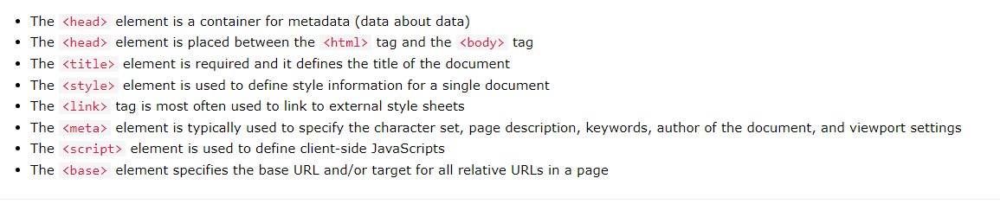 • The <head> element is a container for metadata (data about data)
• The <head> element is placed between the <html> tag and the <body> tag
• The <title> element is required and it defines the title of the document
• The <style> element is used to define style information for a single document
• The <link> tag is most often used to link to external style sheets
• The <meta> element is typically used to specify the character set, page description, keywords, author of the document, and viewport settings
• The <script> element is used to define client-side JavaScripts
• The <base> element specifies the base URL and/or target for all relative URLs in a page